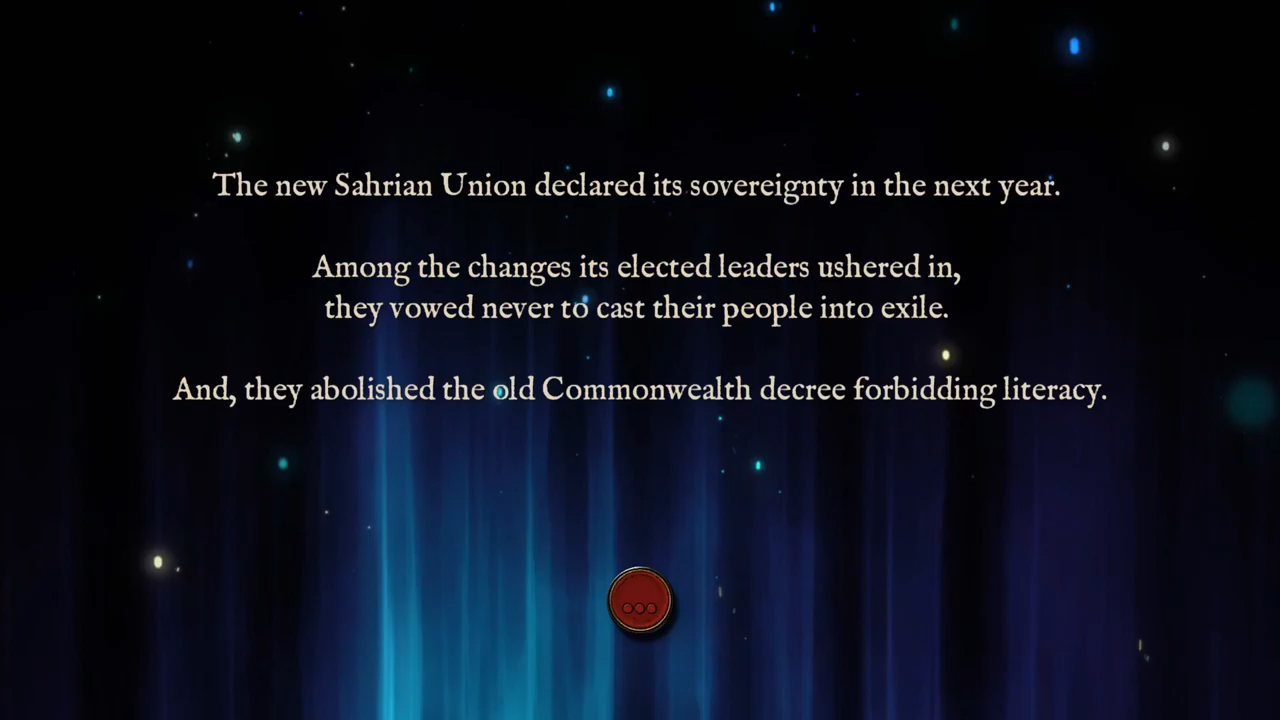 The new Sahrian Union declared its sovereignty in the next year.
Among the changes its elected leaders ushered in,
they vowed never to cast their people into exile.
And, they abolished the old Commonwealth decree forbidding literacy.